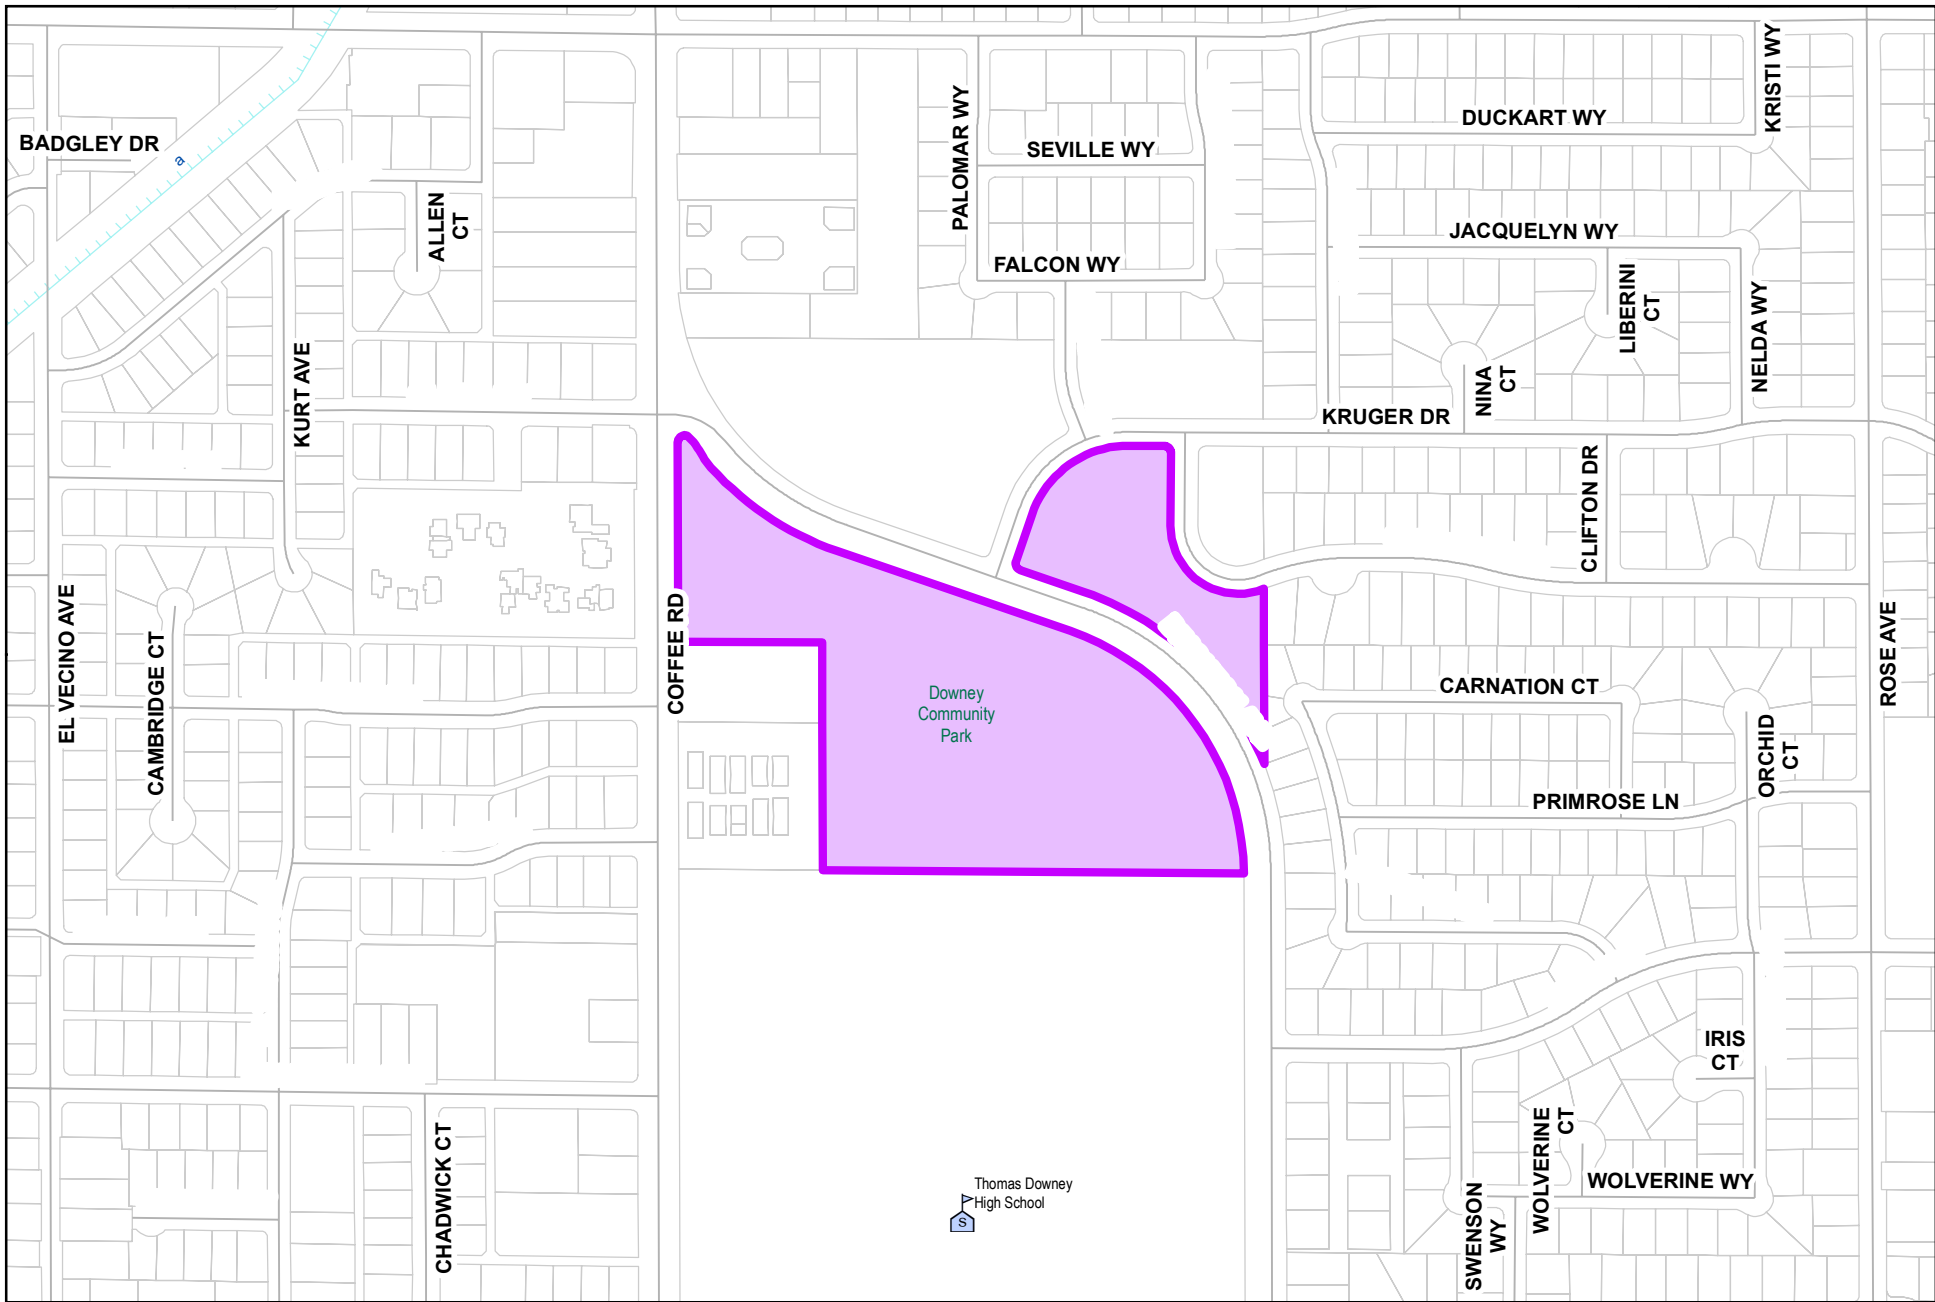 KRISTI WY
DUCKART WY
BADGLEY DR
a
SEVILLE WY
PALOMAR WY
ALLEN
CT
JACQUELYN WY
FALCON WY
LIBERINI
CT
NELDA WY
KURT AVE
NINA
CT
KRUGER DR
CLIFTON DR
EL VECINO AVE
CAMBRIDGE CT
COFFEE RD
ROSE AVE
Downey
Community
Park
CARNATION CT
ORCHID
CT
PRIMROSE LN
IRIS
CT
WOLVERINE
CT
WOLVERINE WY
CHADWICK CT
Thomas Downey
High School
S
SWENSON
WY